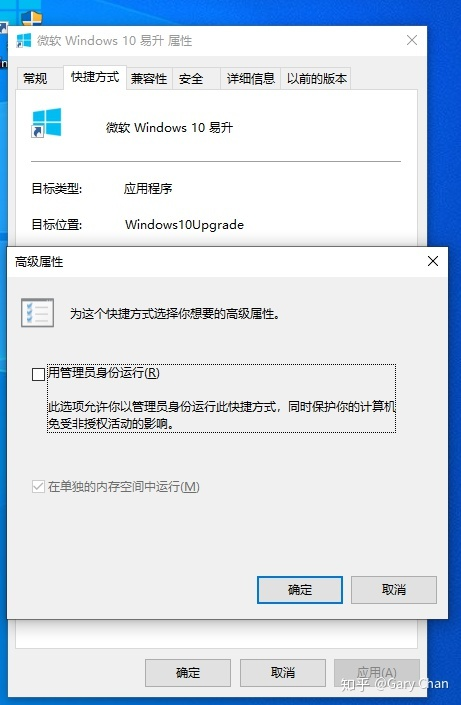 微软 Windows 10 易升 属性
常规 快捷方式 兼容性 安全 详细信息 以前的版本
微软 Windows 10 易升
目标类型: 应用程序
目标位置: Windows10Upgrade
高级属性
为这个快捷方式选择你想要的高级属性。
用管理员身份运行(R)
此选项允许你以管理员身份运行此快捷方式，同时保护你的计算机
免受非授权活动的影响。
在单独的内存空间中运行(M)
确定 取消
确定 取消 应用(A)
知乎 @Gary Chan